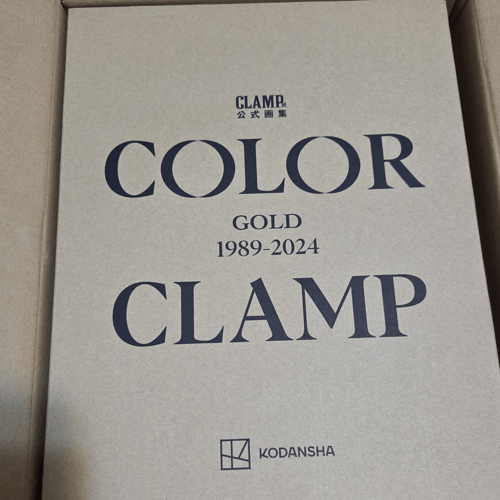 CLAMP
公式画集
COLOR
GOLD
1989-2024
CLAMP
KODANSHA